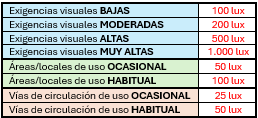 Exigencias visuales BAJAS 100 lux
Exigencias visuales MODERADAS 200 lux
Exigencias visuales ALTAS 500 lux
Exigencias visuales MUY ALTAS 1.000 lux
Áreas/locales de uso OCASIONAL 50 lux
Áreas/locales de uso HABITUAL 100 lux
Vías de circulación de uso OCASIONAL 25 lux
Vías de circulación de uso HABITUAL 50 lux